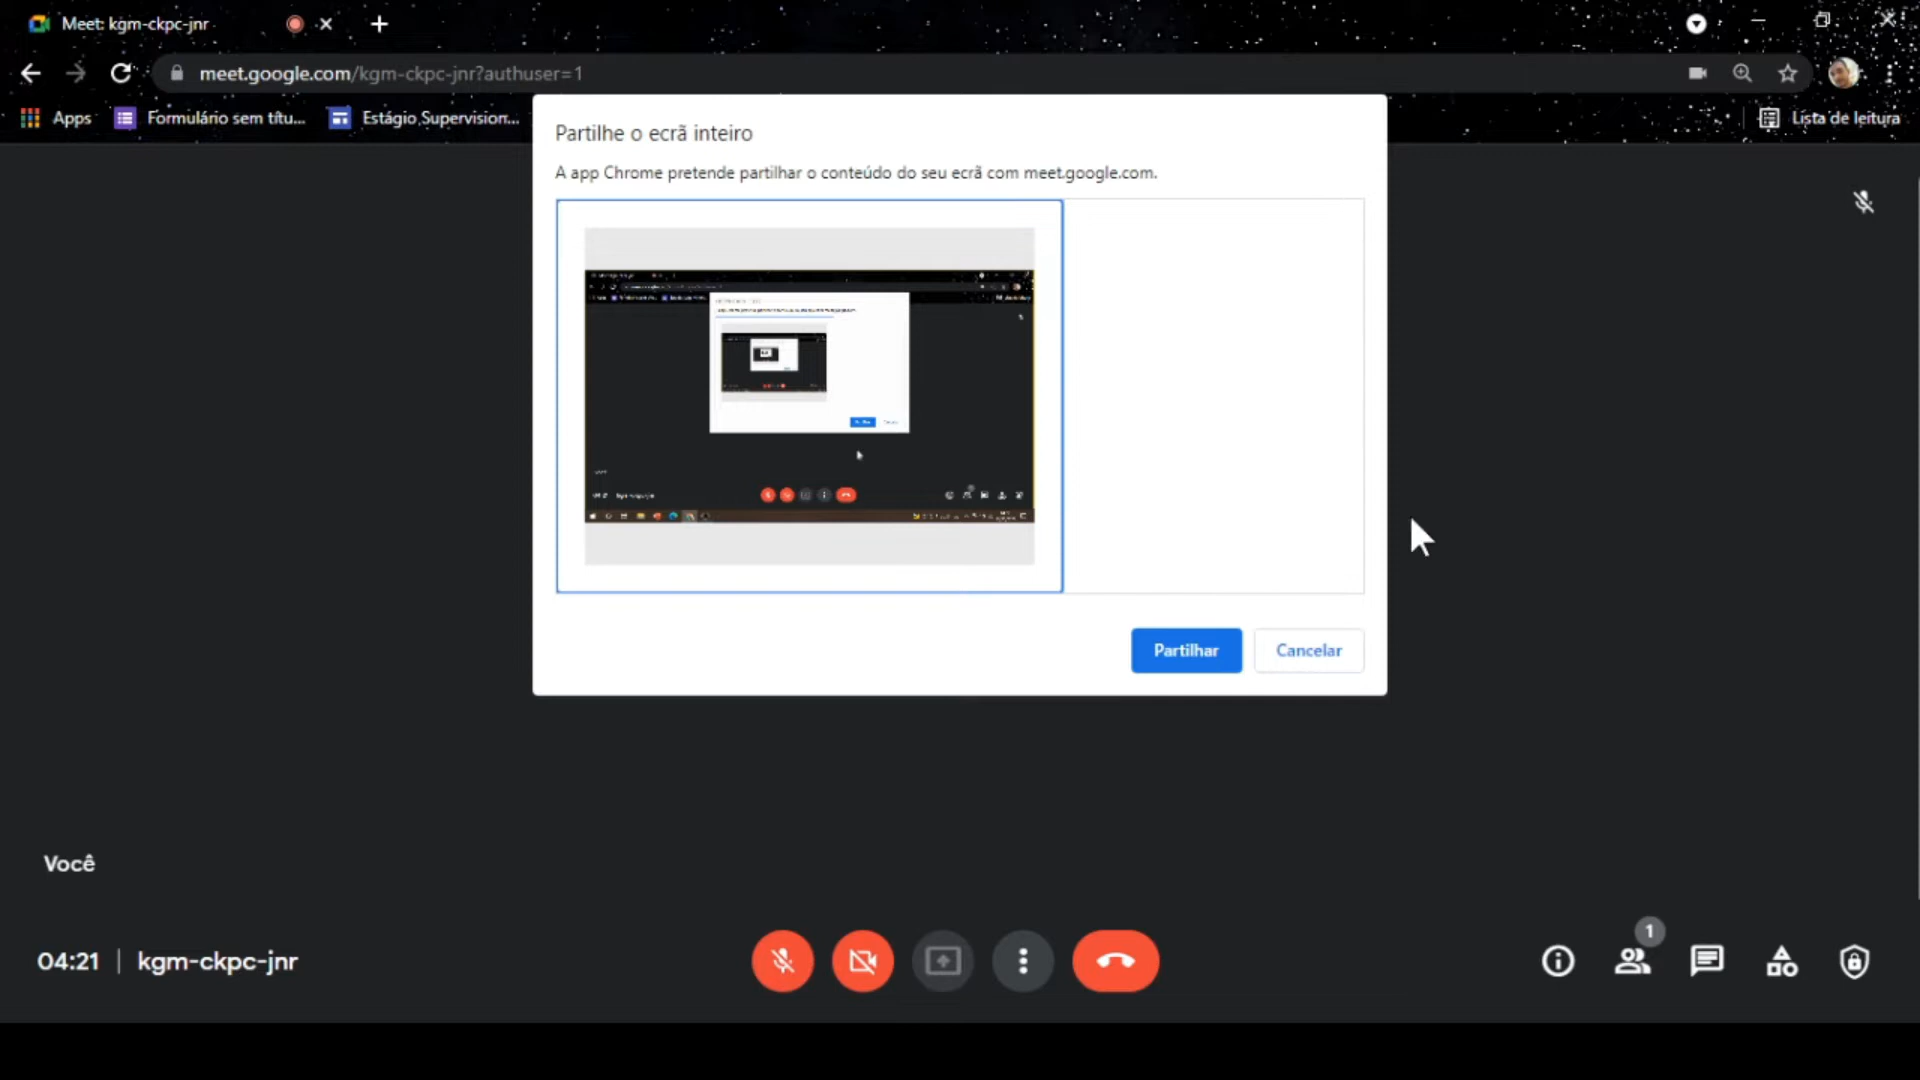 Meet: kgm-ckpc-jnr
meet.google.com/kgm-ckpc-jnr?authuser=1
Apps
Formulário sem títu...
Estágio Supervision...
Lista de leitura
Partilhe o ecrã inteiro
A app Chrome pretende partilhar o conteúdo do seu ecrã com meet.google.com.
Partilhar
Cancelar
Você
1
04:21 | kgm-ckpc-jnr